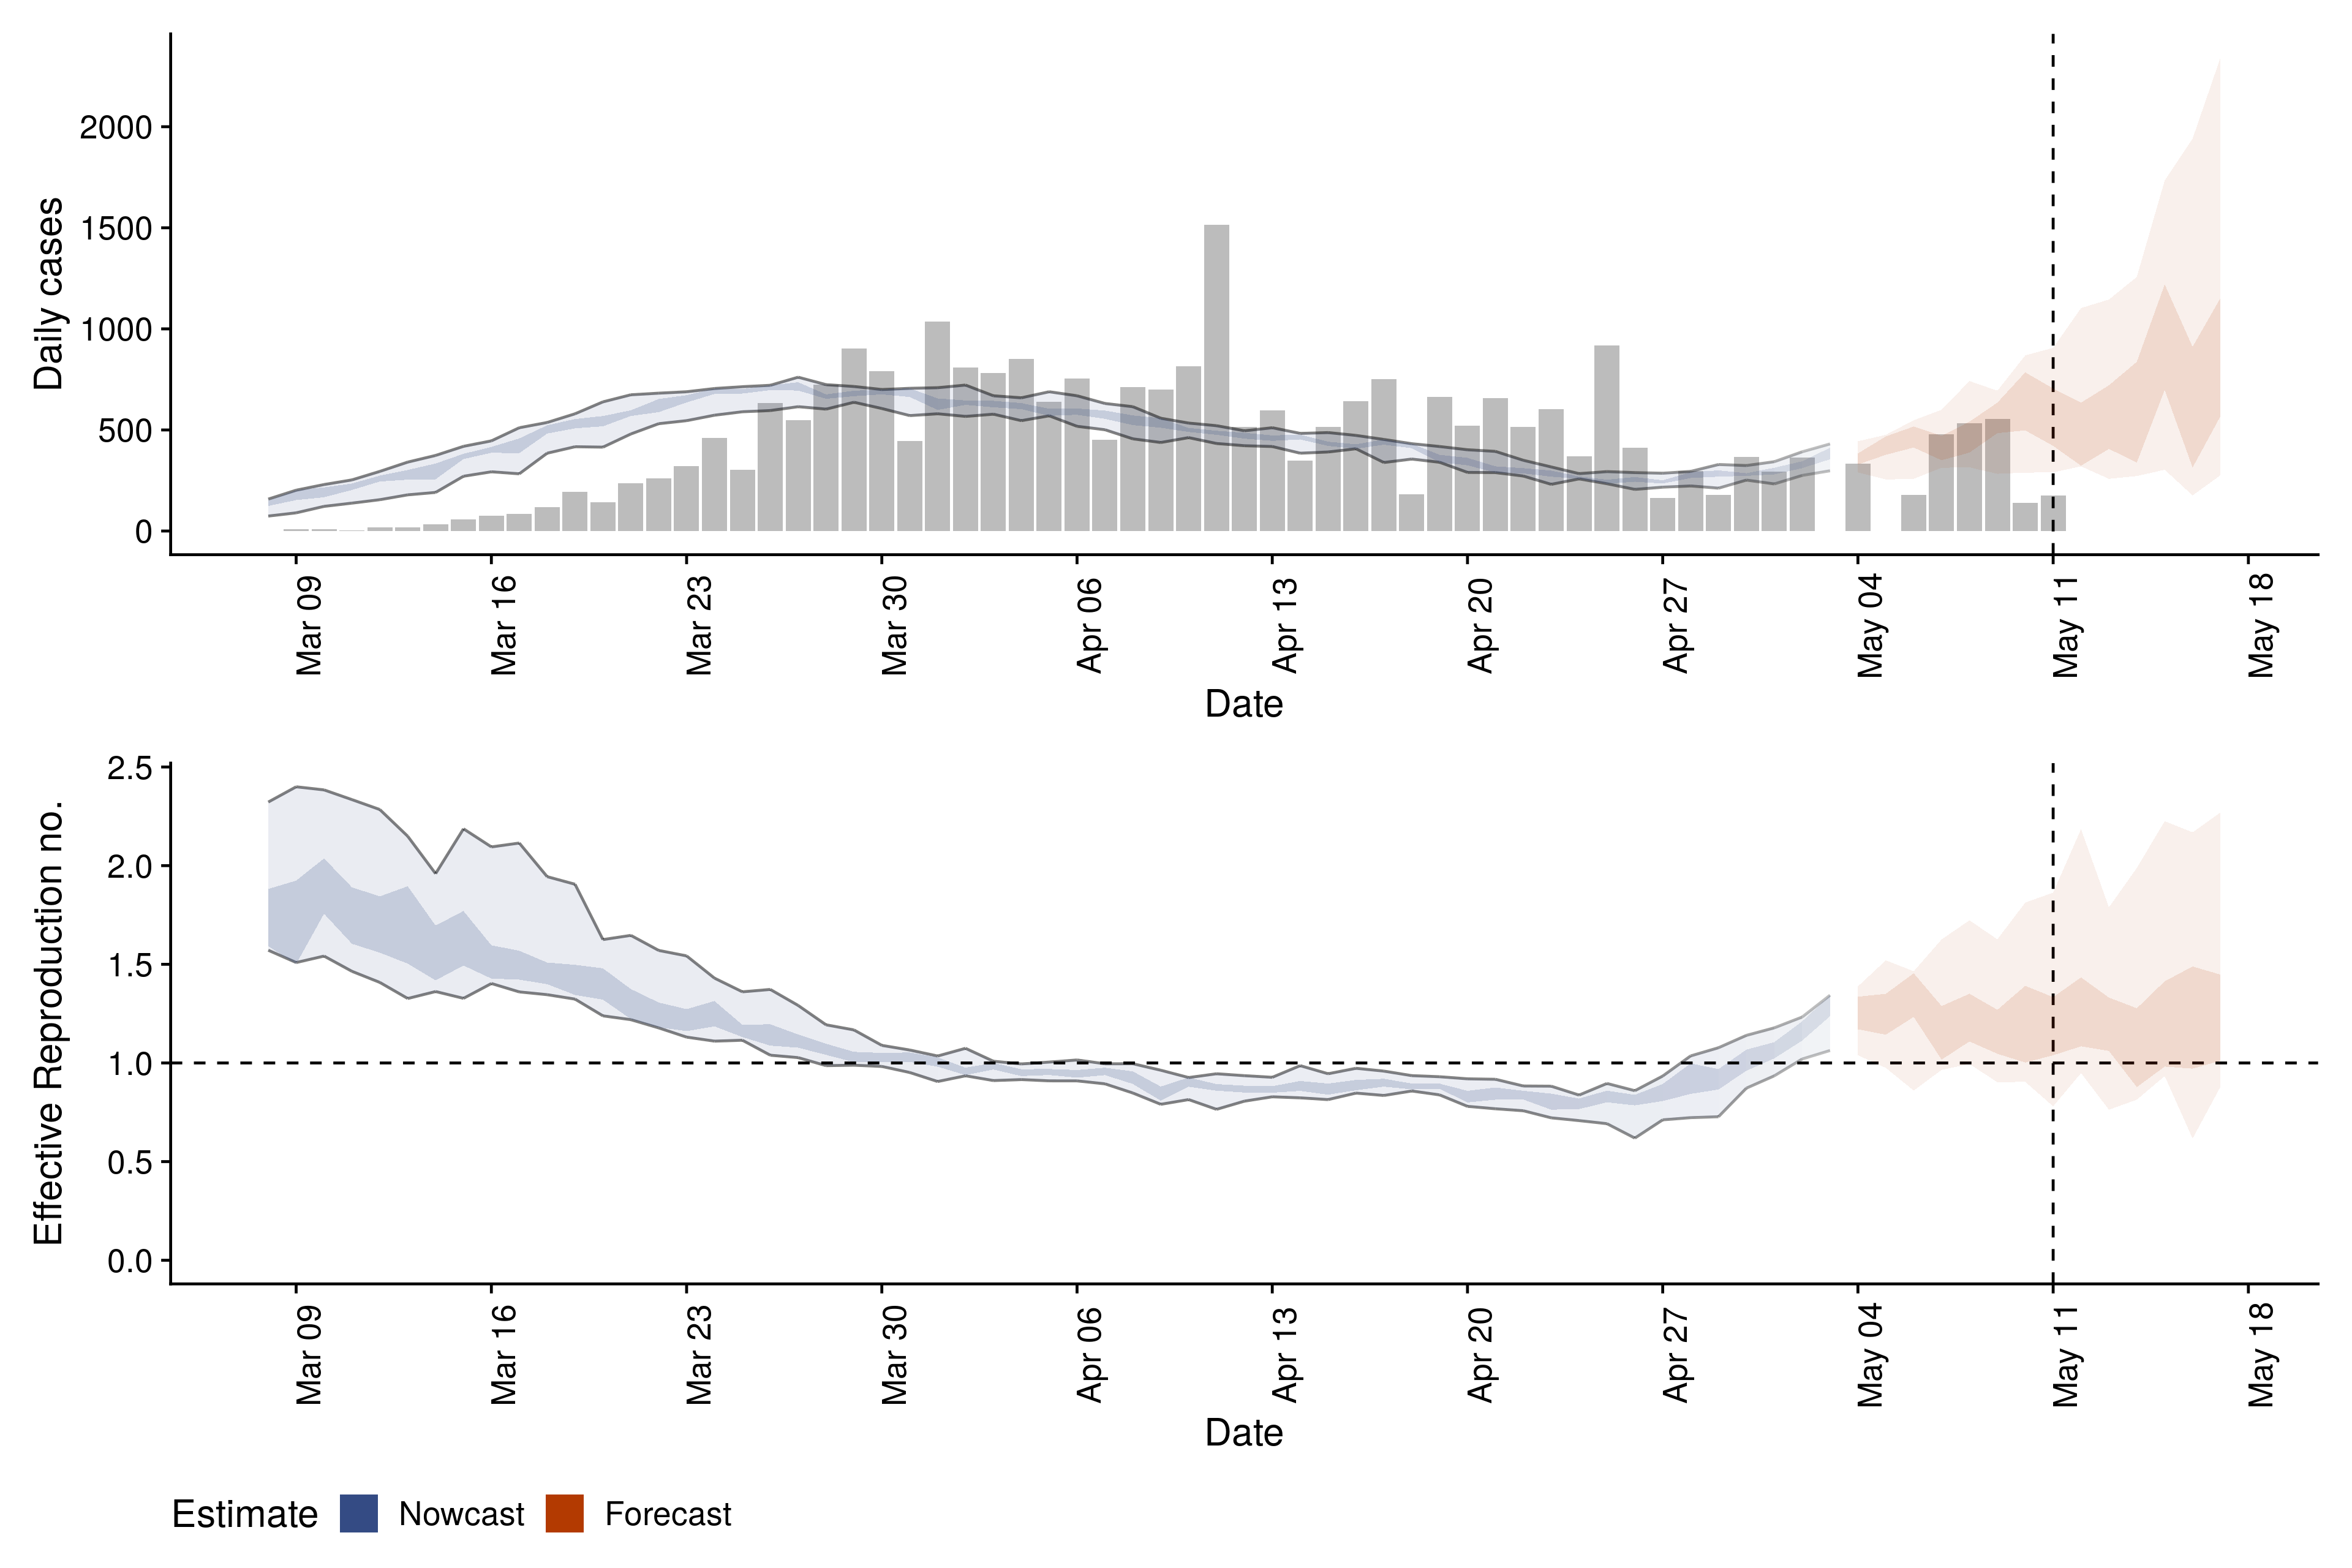 Daily cases
2000
1500
1000
500
0
Mar 09
Mar 16
Mar 23
Mar 30
Apr 06
Apr 13
Apr 20
Apr 27
May 04
May 11
May 18
Date
Effective Reproduction no.
2.5
2.0
1.5
1.0
0.5
0.0
Mar 09
Mar 16
Mar 23
Mar 30
Apr 06
Apr 13
Apr 20
Apr 27
May 04
May 11
May 18
Date
Estimate Nowcast Forecast